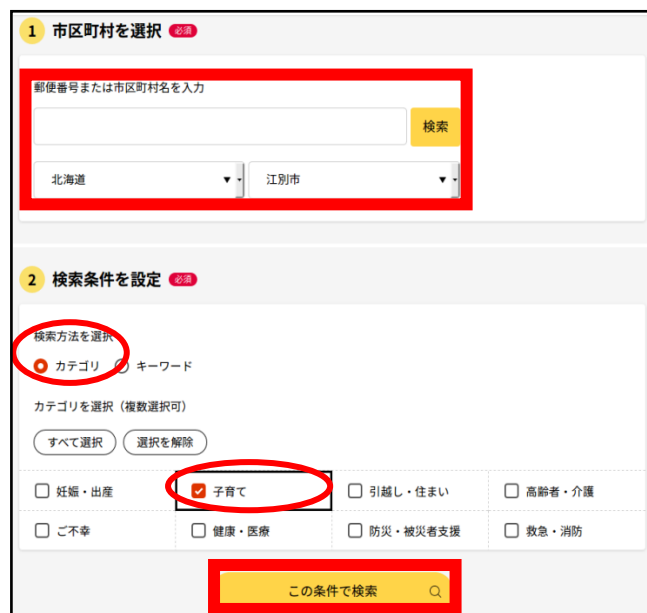 1 市区町村を選択 必須
郵便番号または市区町村名を入力
検索
北海道 江別市
2 検索条件を設定 必須
検索方法を選択
カテゴリ キーワード
カテゴリを選択（複数選択可）
すべて選択 選択を解除
妊娠・出産 子育て 引越し・住まい 高齢者・介護
ご不幸 健康・医療 防災・被災者支援 救急・消防
この条件で検索